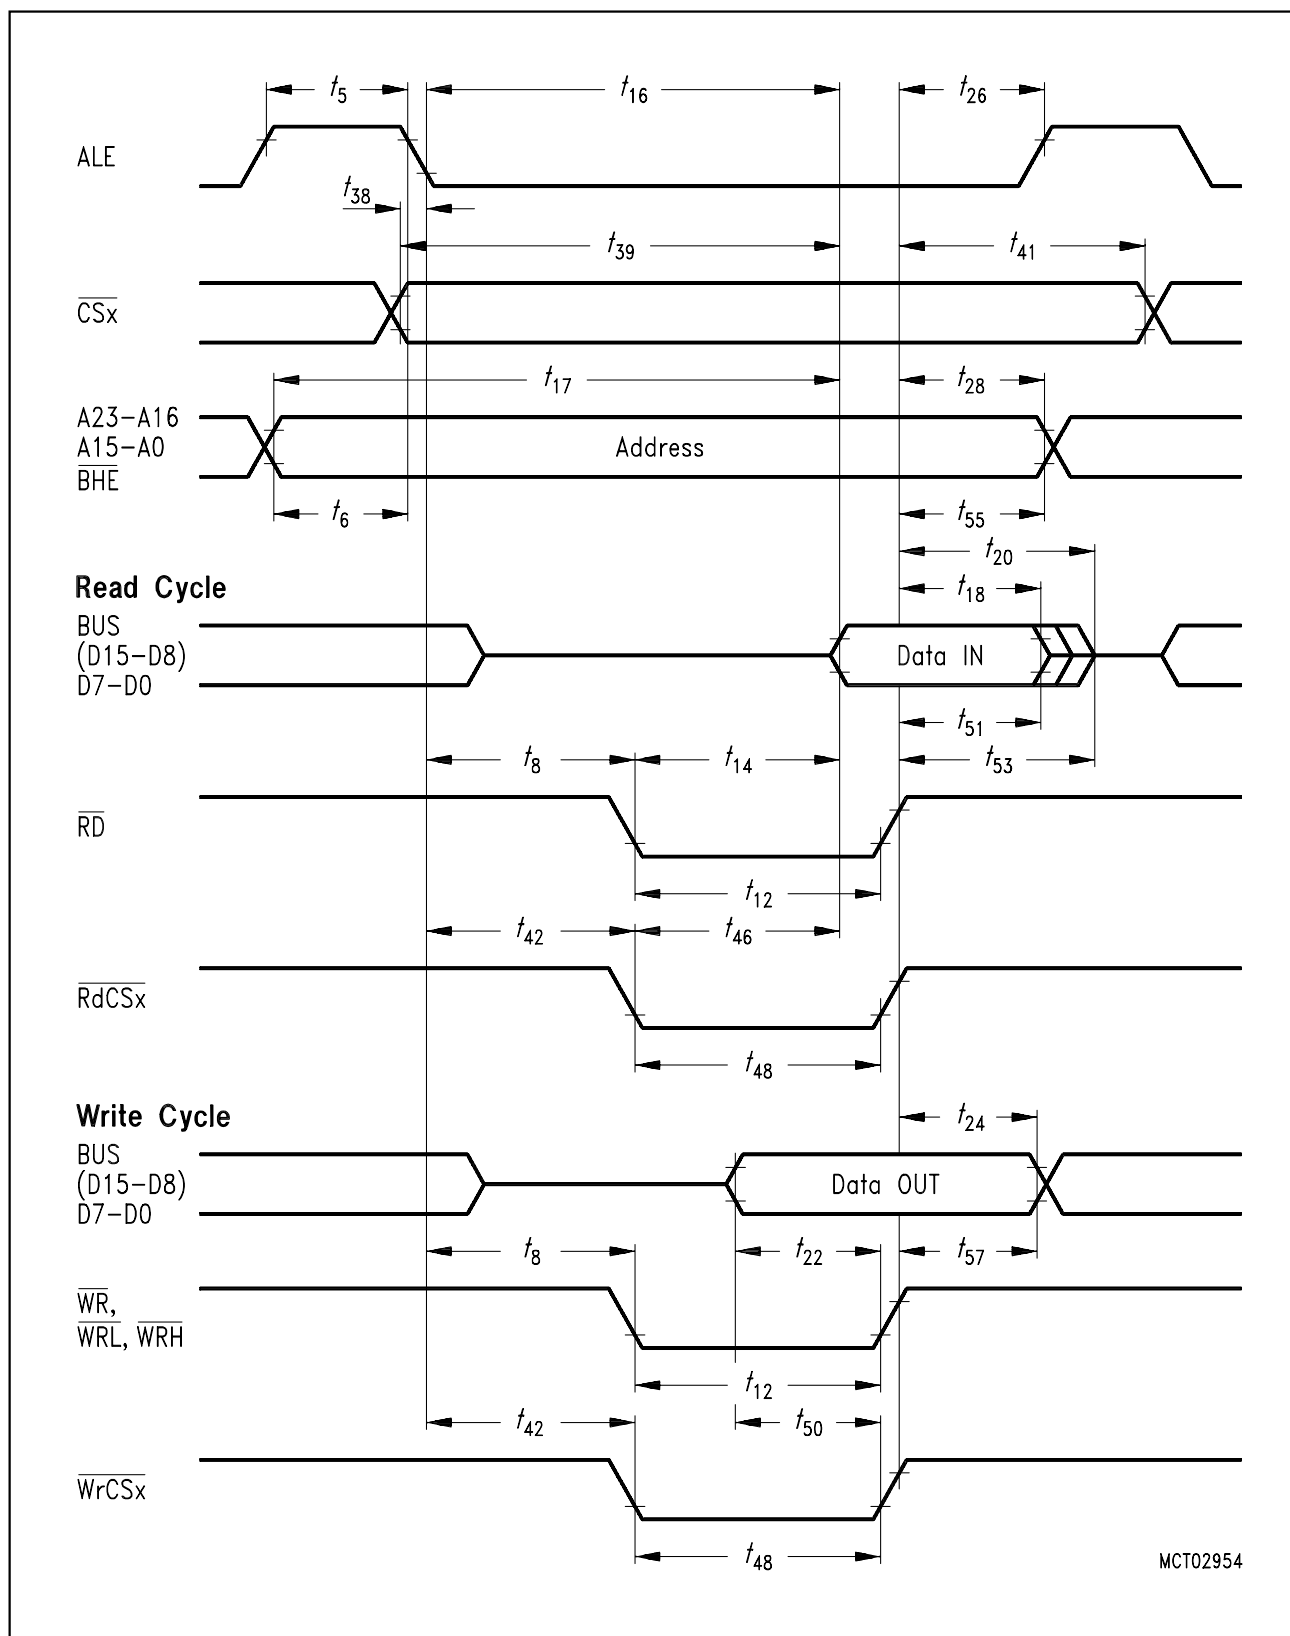 t5 t16 t26
ALE
t38
t39 t41
CSx
t17 t28
A23-A16
A15-A0
BHE
Address
t6 t55
t20
Read Cycle
t18
BUS
(D15-D8)
D7-D0
Data IN
t51
t8 t14 t53
RD
t12
t42 t46
RdCSx
t48
Write Cycle
t24
BUS
(D15-D8)
D7-D0
Data OUT
t8 t22 t57
WR,
WRL, WRH
t12
t42 t50
WrCSx
t48
MCT02954